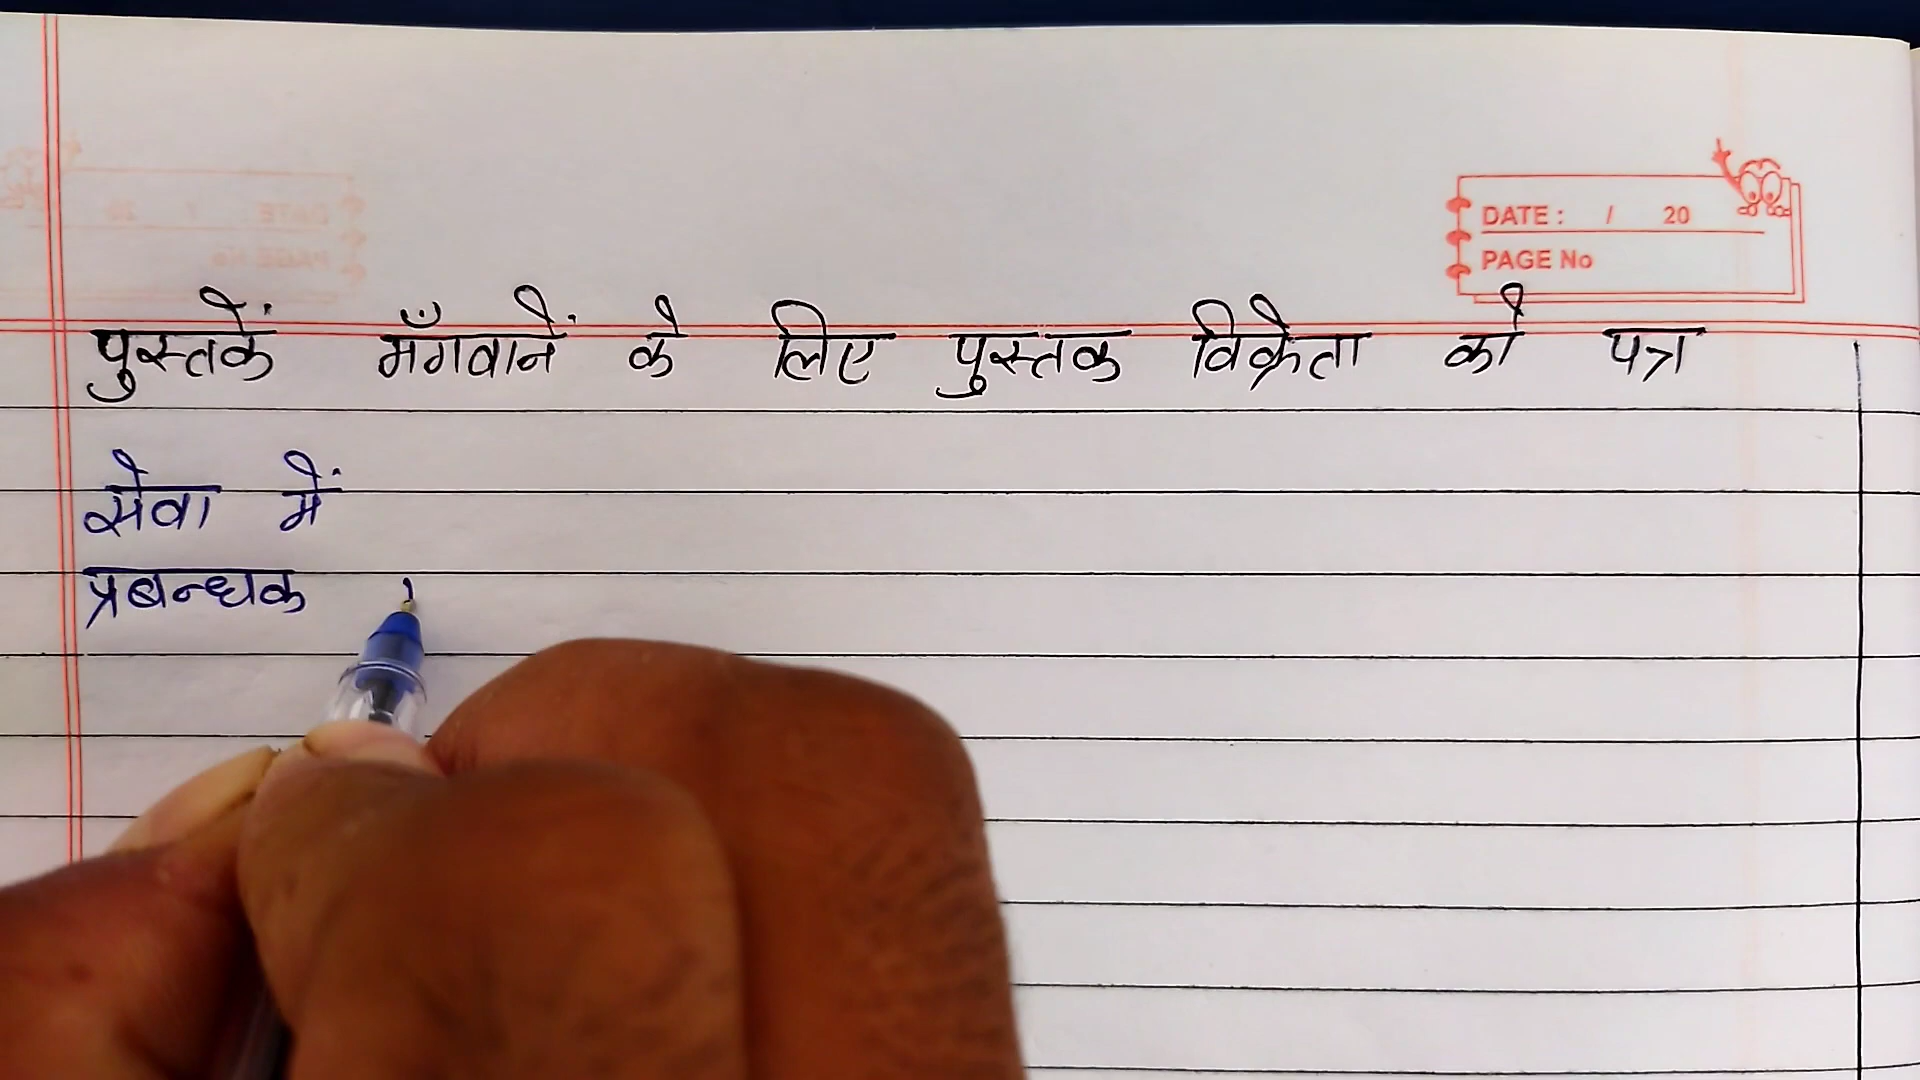 DATE : / 20
PAGE No
पुस्तकें मँगवानें के लिए पुस्तक विक्रेता को पत्र
सेवा में
प्रबन्धक